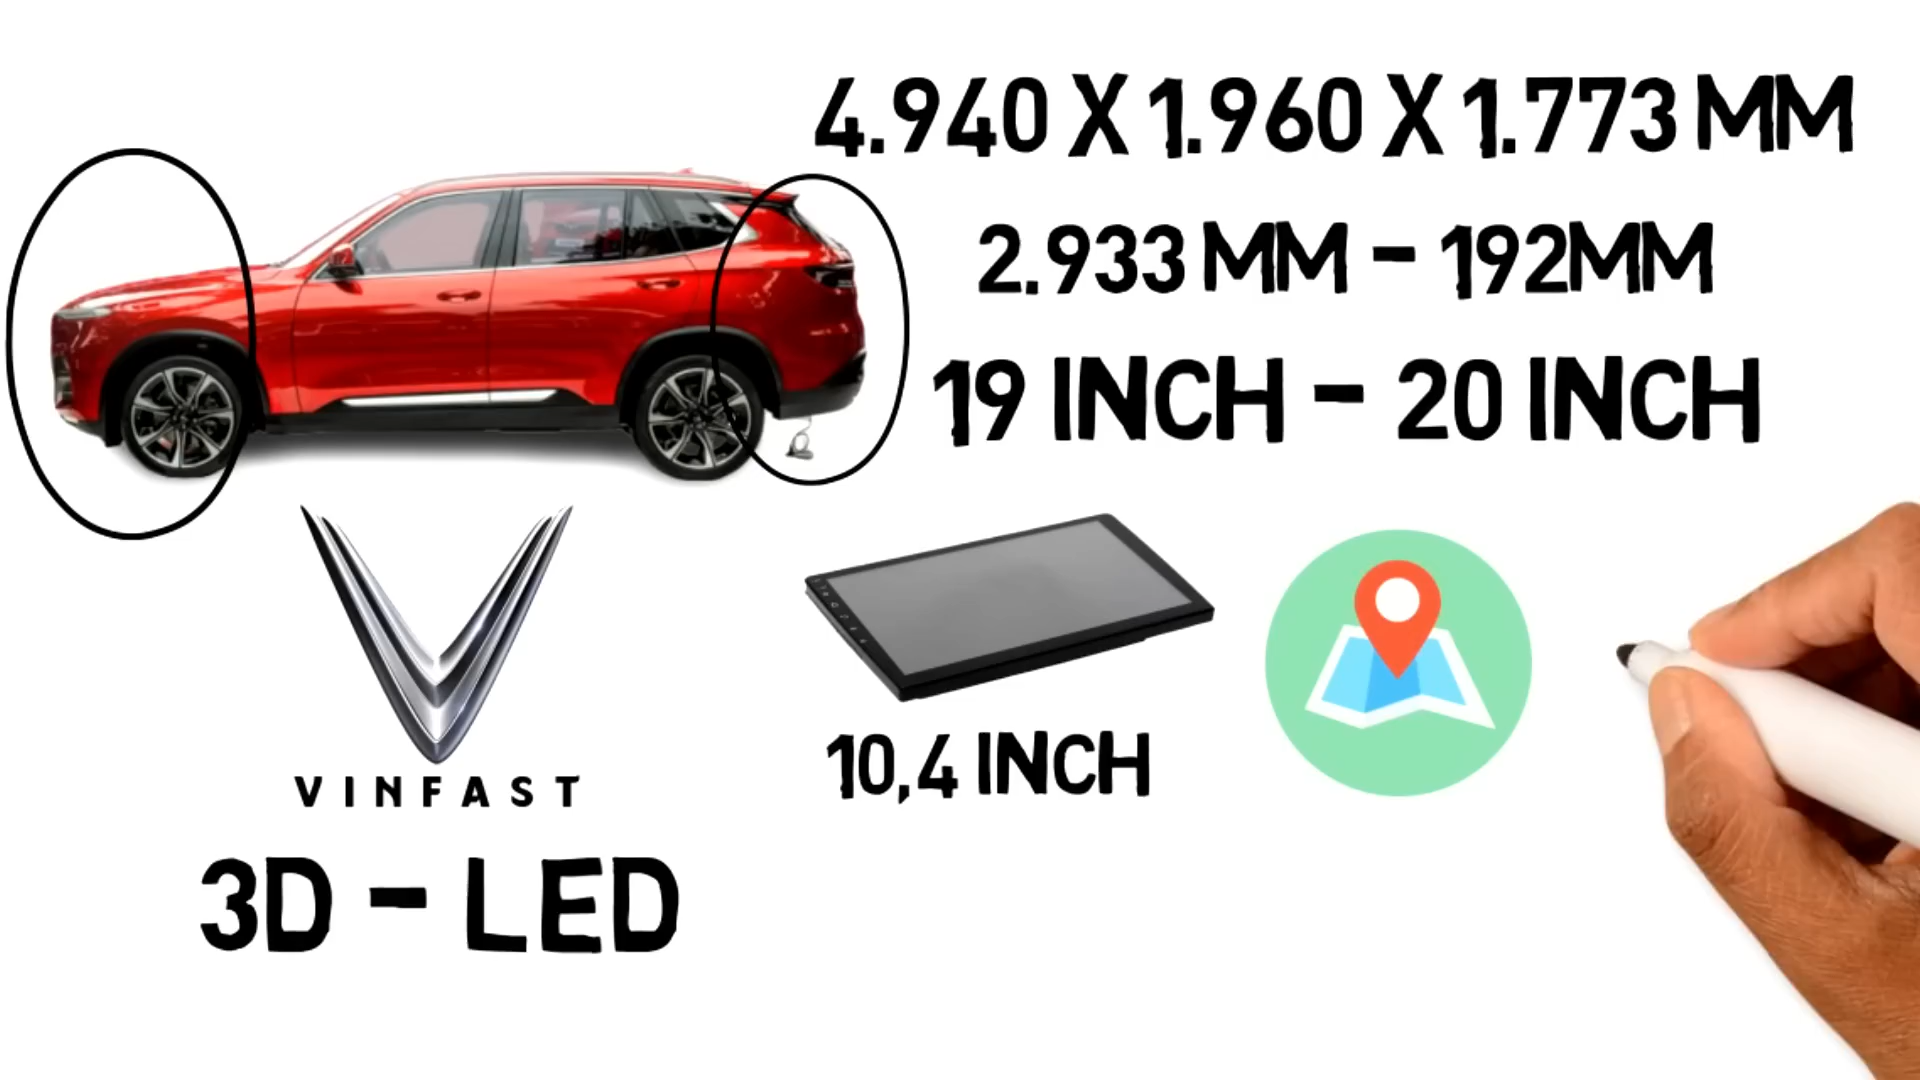 4.940 X 1.960 X 1.773 MM
2.933 MM - 192MM
19 INCH - 20 INCH
VINFAST
10,4 INCH
3D - LED